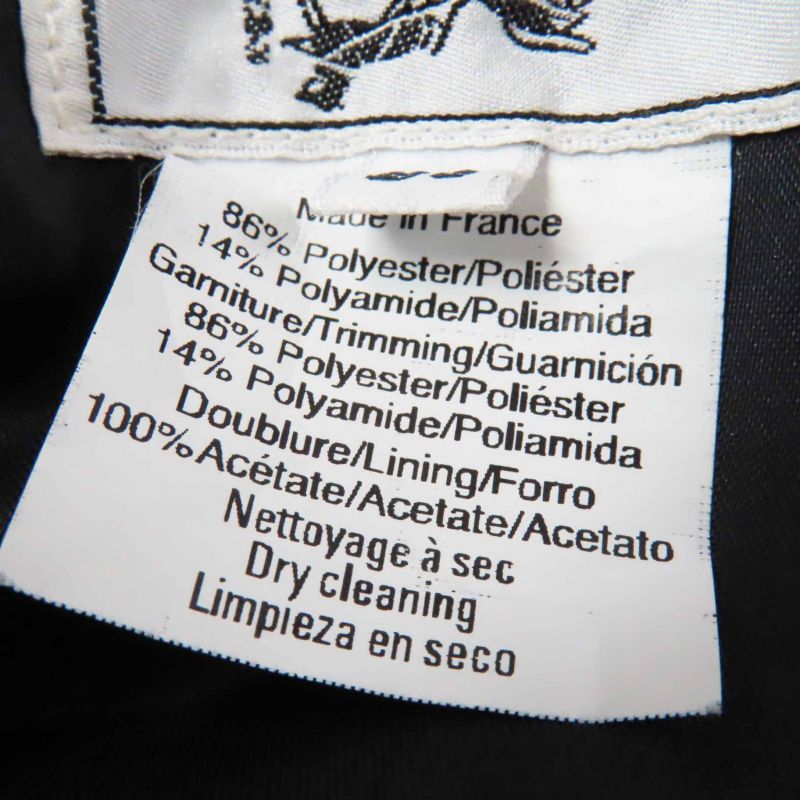 Made in France
86% Polyester/Poliéster
14% Polyamide/Poliamida
Garniture/Trimming/Guarnición
86% Polyester/Poliéster
14% Polyamide/Poliamida
Doublure/Lining/Forro
100%Acétate/Acetate/Acetato
Nettoyage à sec
Dry cleaning
Limpieza en seco